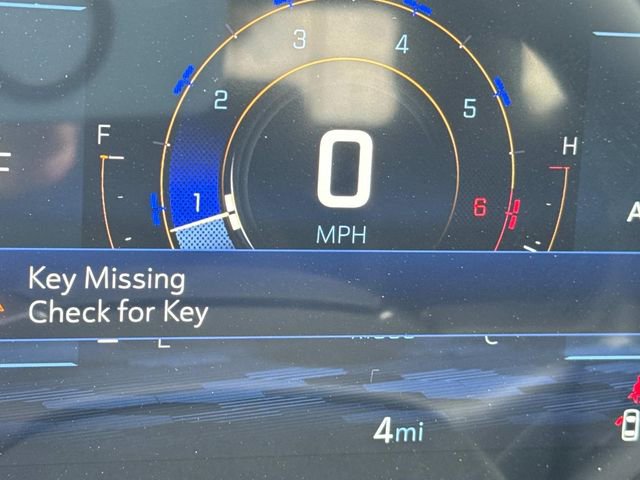 3 4
2 5
F H
0
1 6
MPH
A
Key Missing
Check for Key
E C
4mi